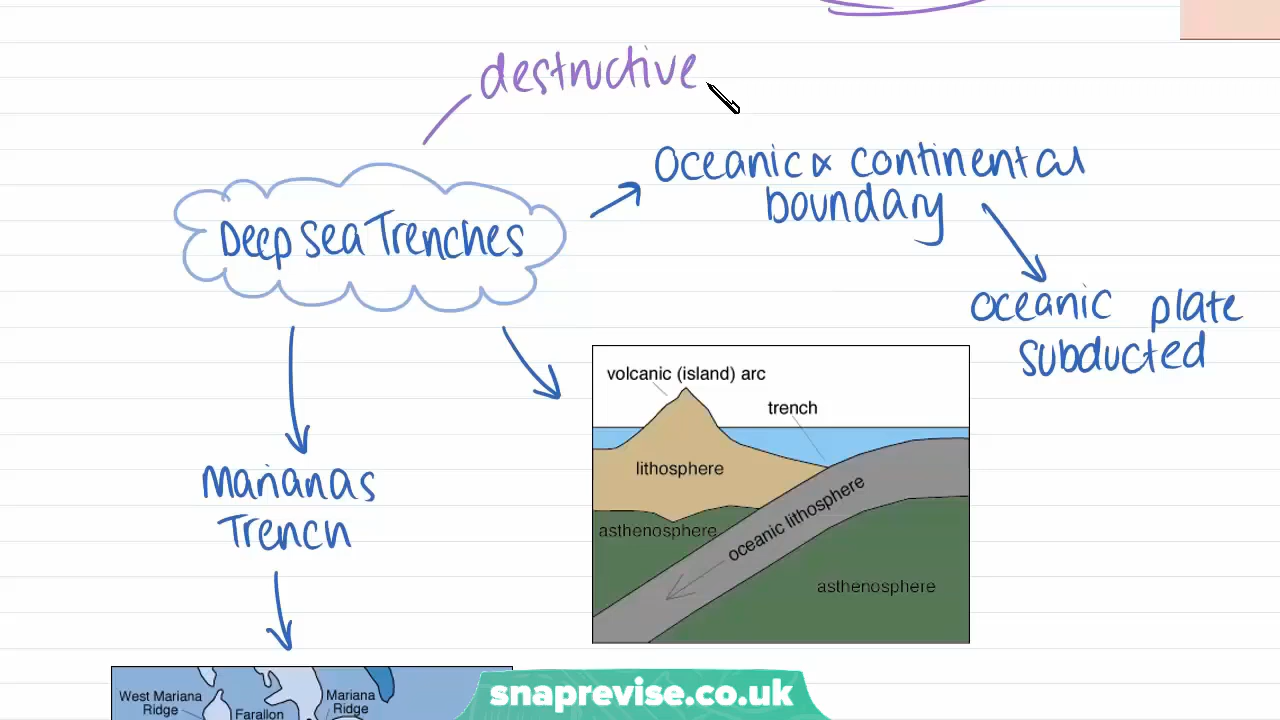 destructive
Oceanic & continental
boundary
Deep Sea Trenches
Oceanic plate
subducted
volcanic (island) arc
trench
lithosphere
oceanic lithosphere
asthenosphere
asthenosphere
Marianas
Trench
West Mariana
Ridge
Farallon
Mariana
Ridge
snaprevise.co.uk